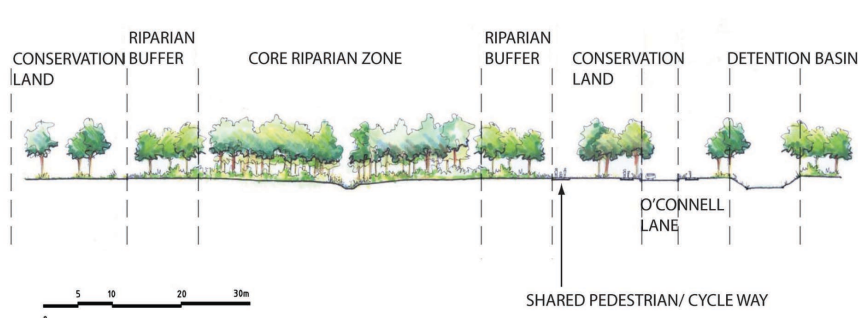 CONSERVATION LAND
RIPARIAN BUFFER
CORE RIPARIAN ZONE
RIPARIAN BUFFER
CONSERVATION LAND
DETENTION BASIN
O'CONNELL LANE
SHARED PEDESTRIAN/ CYCLE WAY
5 10 20 30m